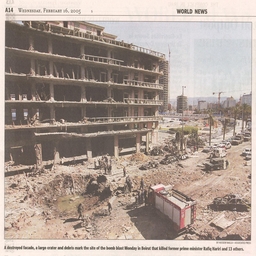 A14 WEDNESDAY, FEBRUARY 16, 2005 WORLD NEWS
A destroyed facade, a large crater and debris mark the site of the bomb blast Monday in Beirut that killed former prime minister Rafiq Hariri and 13 others.